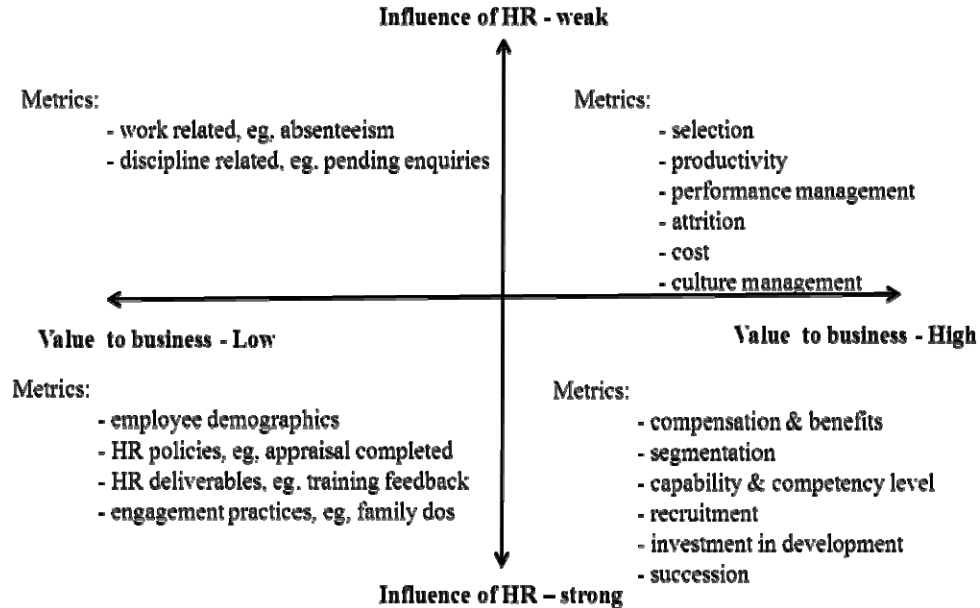 Influence of HR - weak
Metrics:
- work related, eg. absenteeism
- discipline related, eg. pending enquiries
Metrics:
- selection
- productivity
- performance management
- attrition
- cost
- culture management
Value to business - Low
Value to business - High
Metrics:
- employee demographics
- HR policies, eg. appraisal completed
- HR deliverables, eg. training feedback
- engagement practices, eg, family dos
Metrics:
- compensation & benefits
- segmentation
- capability & competency level
- recruitment
- investment in development
- succession
Influence of HR – strong